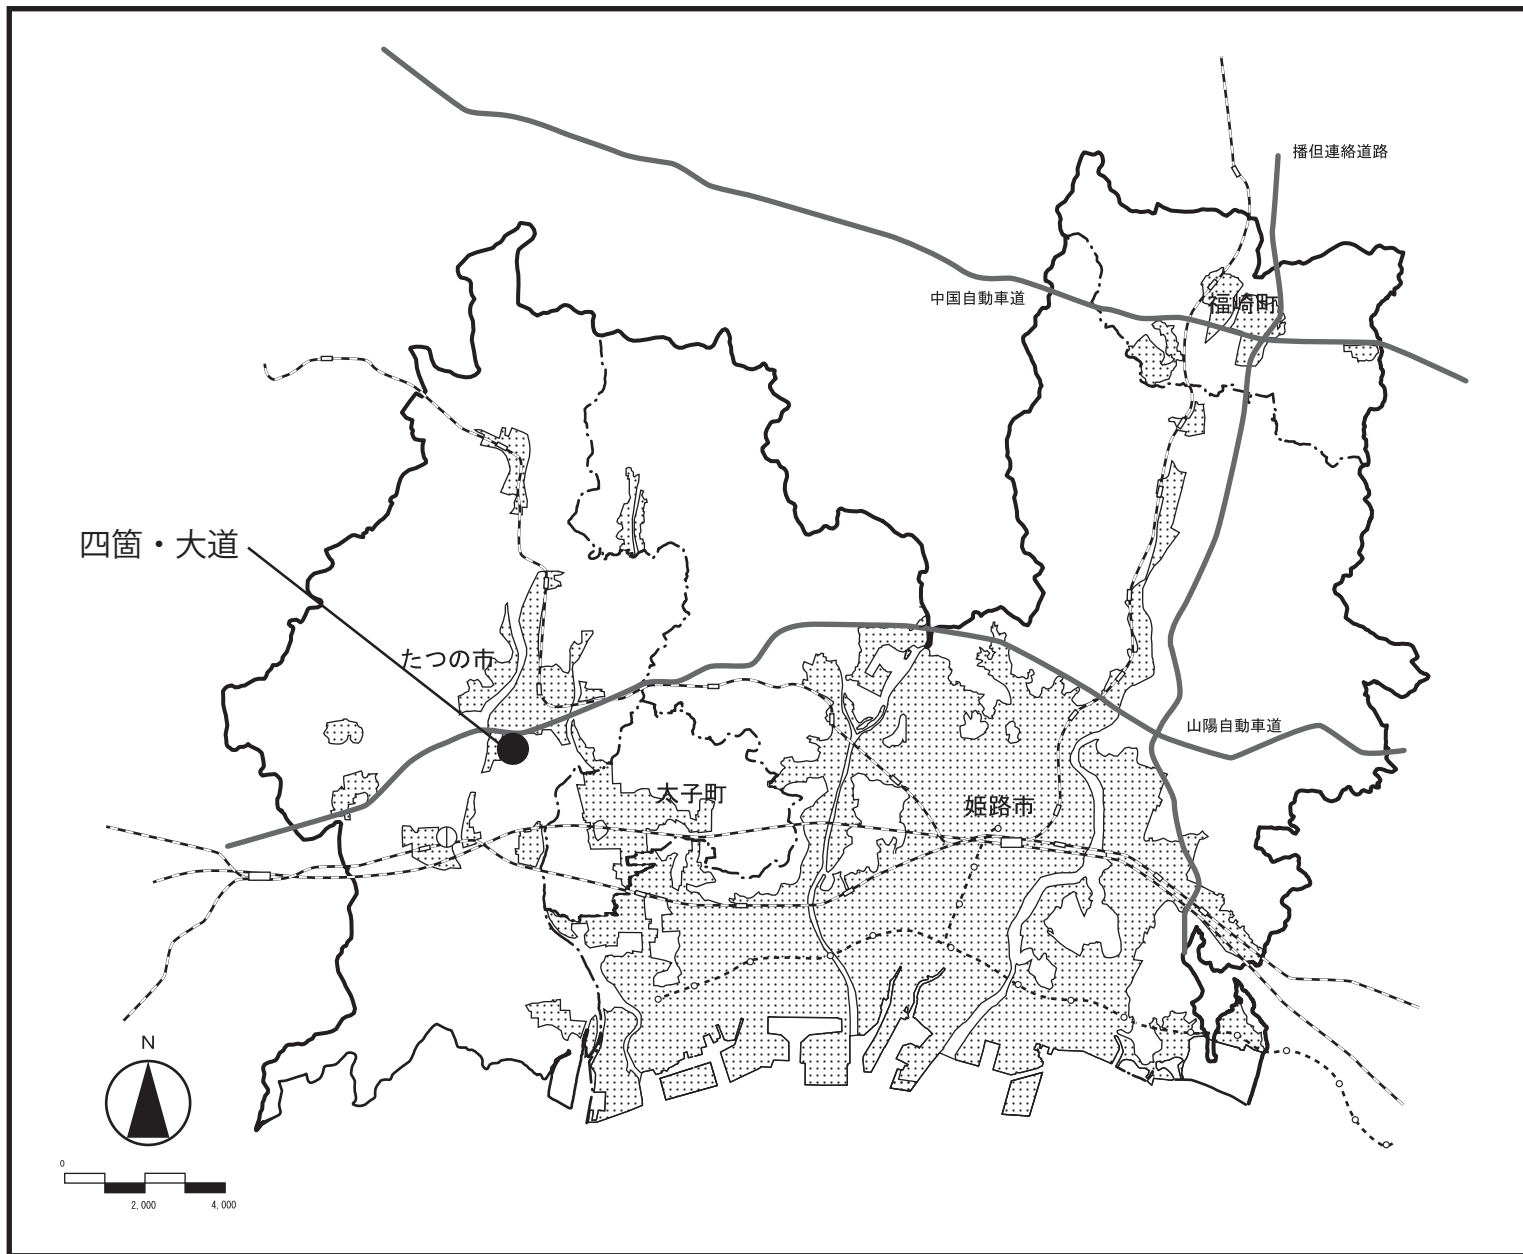 播但連絡道路
中国自動車道
福崎町
四箇・大道
たつの市
山陽自動車道
太子町
姫路市
N
0
2,000
4,000